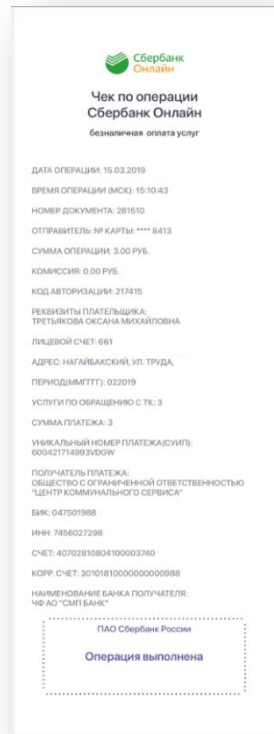 Сбербанк
Онлайн
Чек по операции
Сбербанк Онлайн
безналичная оплата услуг
ДАТА ОПЕРАЦИИ: 15.03.2019
ВРЕМЯ ОПЕРАЦИИ (МСК): 15:10:43
НОМЕР ДОКУМЕНТА: 281510
ОТПРАВИТЕЛЬ: № КАРТЫ: **** 8413
СУММА ОПЕРАЦИИ: 3.00 РУБ.
КОМИССИЯ: 0.00 РУБ.
КОД АВТОРИЗАЦИИ: 217415
РЕКВИЗИТЫ ПЛАТЕЛЬЩИКА:
ТРЕТЬЯКОВА ОКСАНА МИХАЙЛОВНА
ЛИЦЕВОЙ СЧЕТ: 661
АДРЕС: НАГАЙБАКСКИЙ, УЛ. ТРУДА,
ПЕРИОД(ММГГГГ): 022019
УСЛУГИ ПО ОБРАЩЕНИЮ С ТК: 3
СУММА ПЛАТЕЖА: 3
УНИКАЛЬНЫЙ НОМЕР ПЛАТЕЖА(СУИП):
600421714993VDGW
ПОЛУЧАТЕЛЬ ПЛАТЕЖА:
ОБЩЕСТВО С ОГРАНИЧЕННОЙ ОТВЕТСТВЕННОСТЬЮ
"ЦЕНТР КОММУНАЛЬНОГО СЕРВИСА"
БИК: 047501988
ИНН: 7456027298
СЧЕТ: 40702810804100003740
КОРР. СЧЕТ: 30101810000000000988
НАИМЕНОВАНИЕ БАНКА ПОЛУЧАТЕЛЯ:
ЧФ АО "СМП БАНК"
ПАО Сбербанк России
Операция выполнена